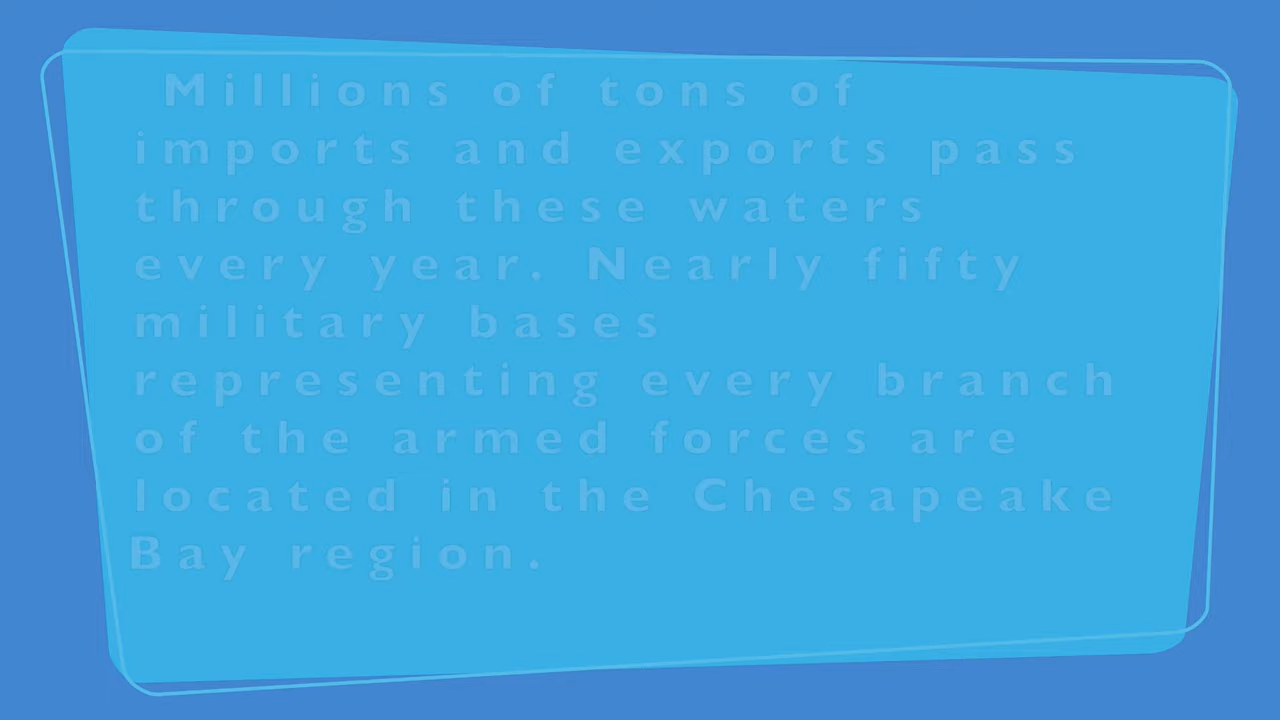 Millions of tons of
imports and exports pass
through these waters
every year. Nearly fifty
military bases
representing every branch
of the armed forces are
located in the Chesapeake
Bay region.